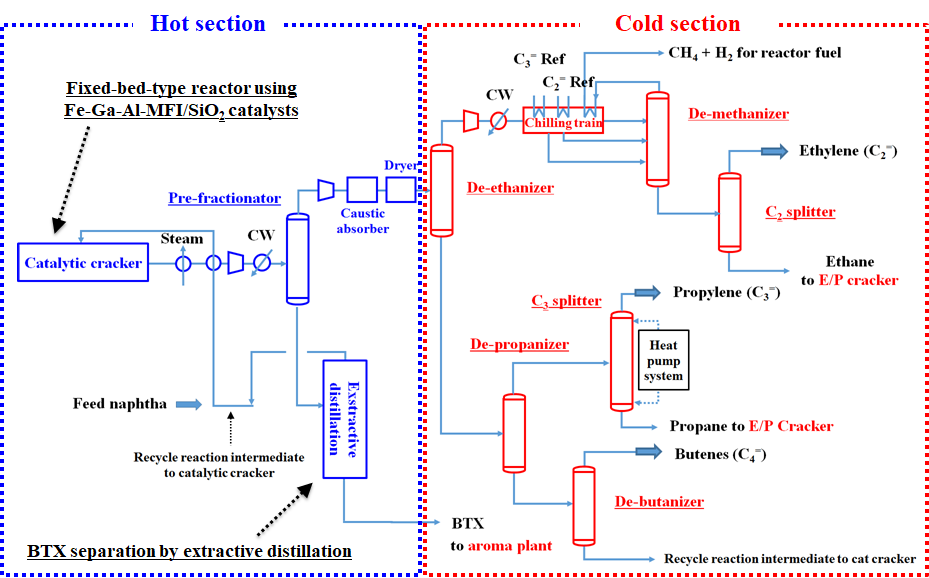 Hot section
Cold section
Fixed-bed-type reactor using
Fe-Ga-Al-MFI/SiO₂ catalysts
Catalytic cracker
Steam
CW
Pre-fractionator
Caustic
absorber
Dryer
Feed naphtha
Recycle reaction intermediate
to catalytic cracker
Exstractive
distillation
BTX separation by extractive distillation
BTX
to aroma plant
De-ethanizer
CW
C₃⁼ Ref
C₂⁼ Ref
Chilling train
CH₄ + H₂ for reactor fuel
De-methanizer
Ethylene (C₂⁼)
C₂ splitter
Ethane
to E/P cracker
C₃ splitter
Propylene (C₃⁼)
Heat
pump
system
De-propanizer
Propane to E/P Cracker
Butenes (C₄⁼)
De-butanizer
Recycle reaction intermediate to cat cracker